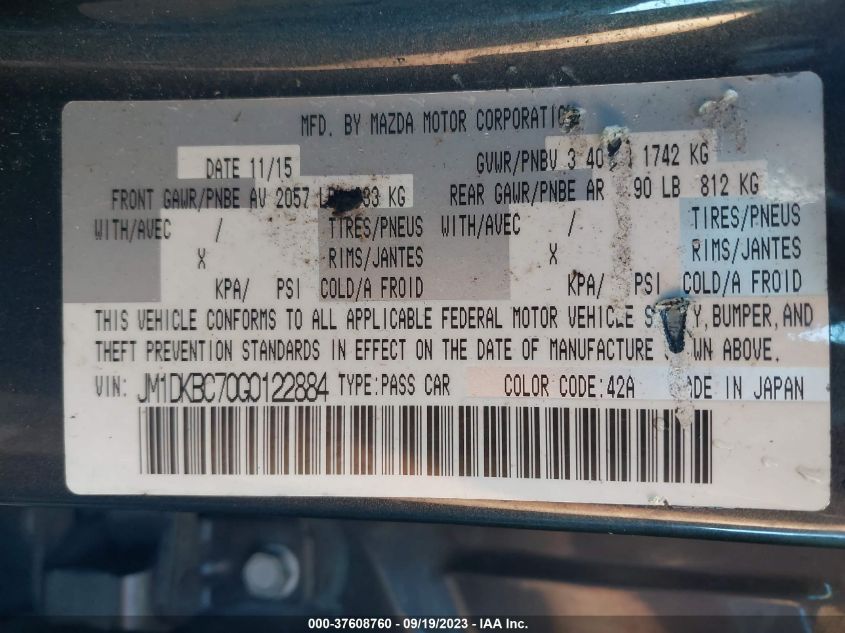 MFD. BY MAZDA MOTOR CORPORATION
DATE 11/15 GVWR/PNBV 1742 KG
FRONT GAWR/PNBE AV 2057 KG REAR GAWR/PNBE AR LB 812 KG
WITH/AVEC / TIRES/PNEUS WITH/AVEC / TIRES/PNEUS
X RIMS/JANTES X RIMS/JANTES
KPA/ PSI COLD/A FROID KPA/ PSI COLD/A FROID
THIS VEHICLE CONFORMS TO ALL APPLICABLE FEDERAL MOTOR VEHICLE BUMPER,AND
THEFT PREVENTION STANDARDS IN EFFECT ON THE DATE OF MANUFACTURE ABOVE.
VIN: JM1DKBC70G0122884 TYPE:PASS CAR COLOR CODE:42A IN JAPAN
000-37608760 - 09/19/2023 - IAA Inc.